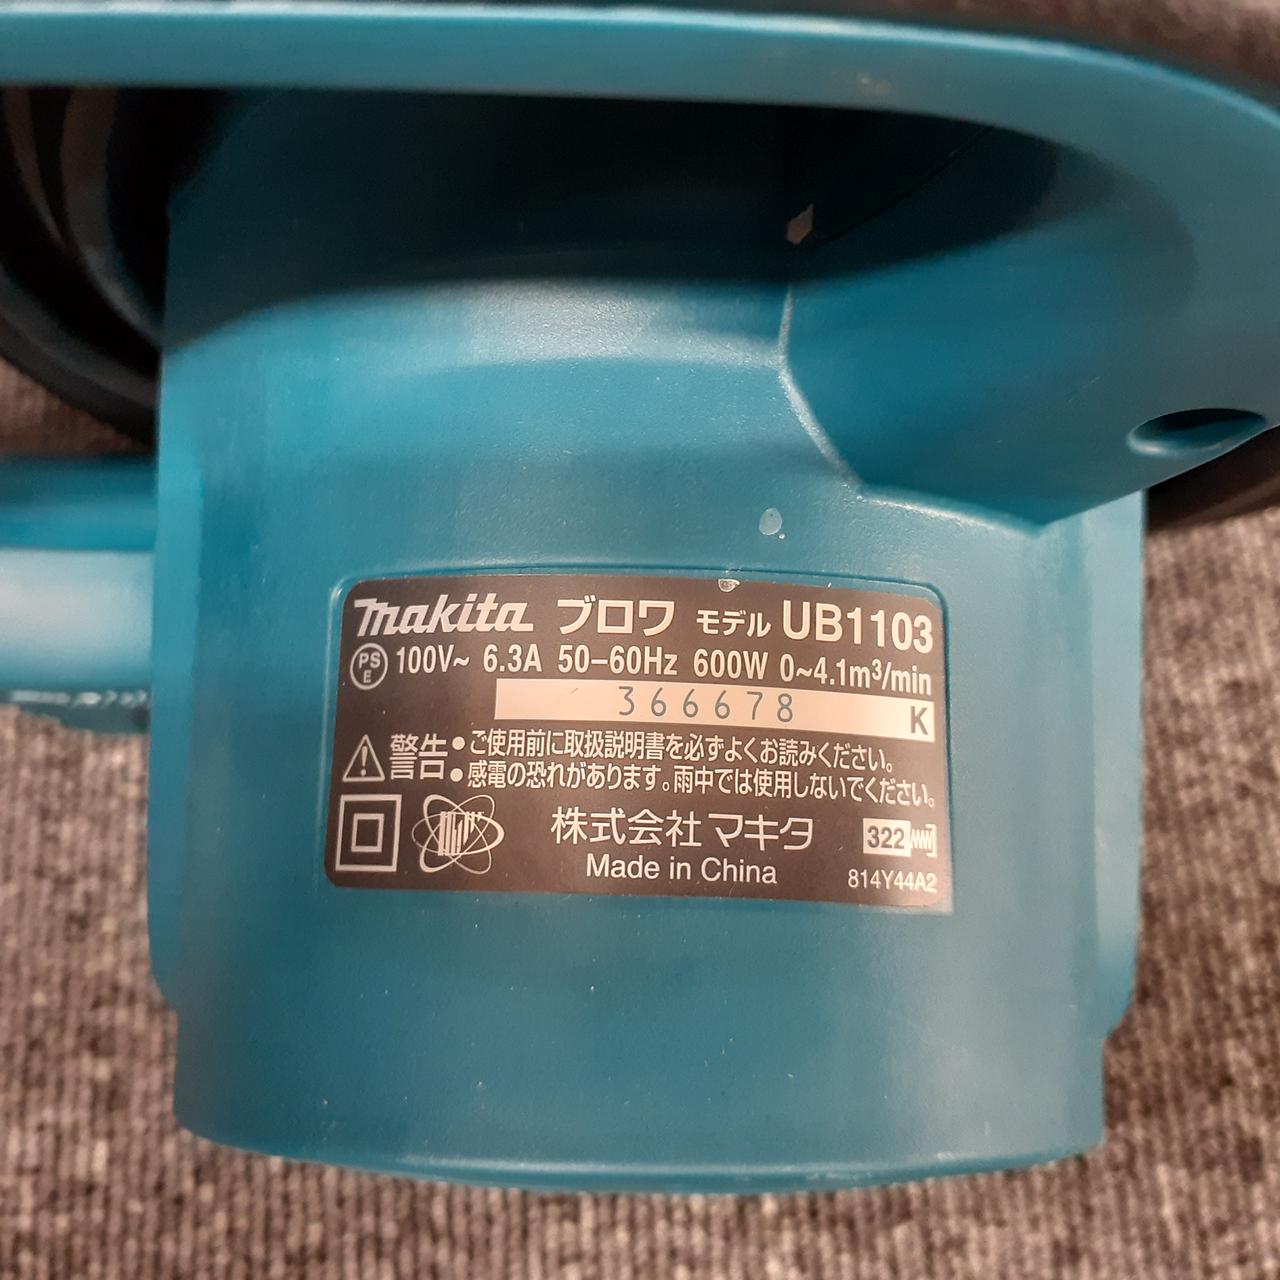 makita ブロワ モデル UB1103
PS E 100V~ 6.3A 50-60Hz 600W 0~4.1m³/min
366678 K
警告 ●ご使用前に取扱説明書を必ずよくお読みください。
●感電の恐れがあります。雨中では使用しないでください。
株式会社マキタ 322
Made in China 814Y44A2